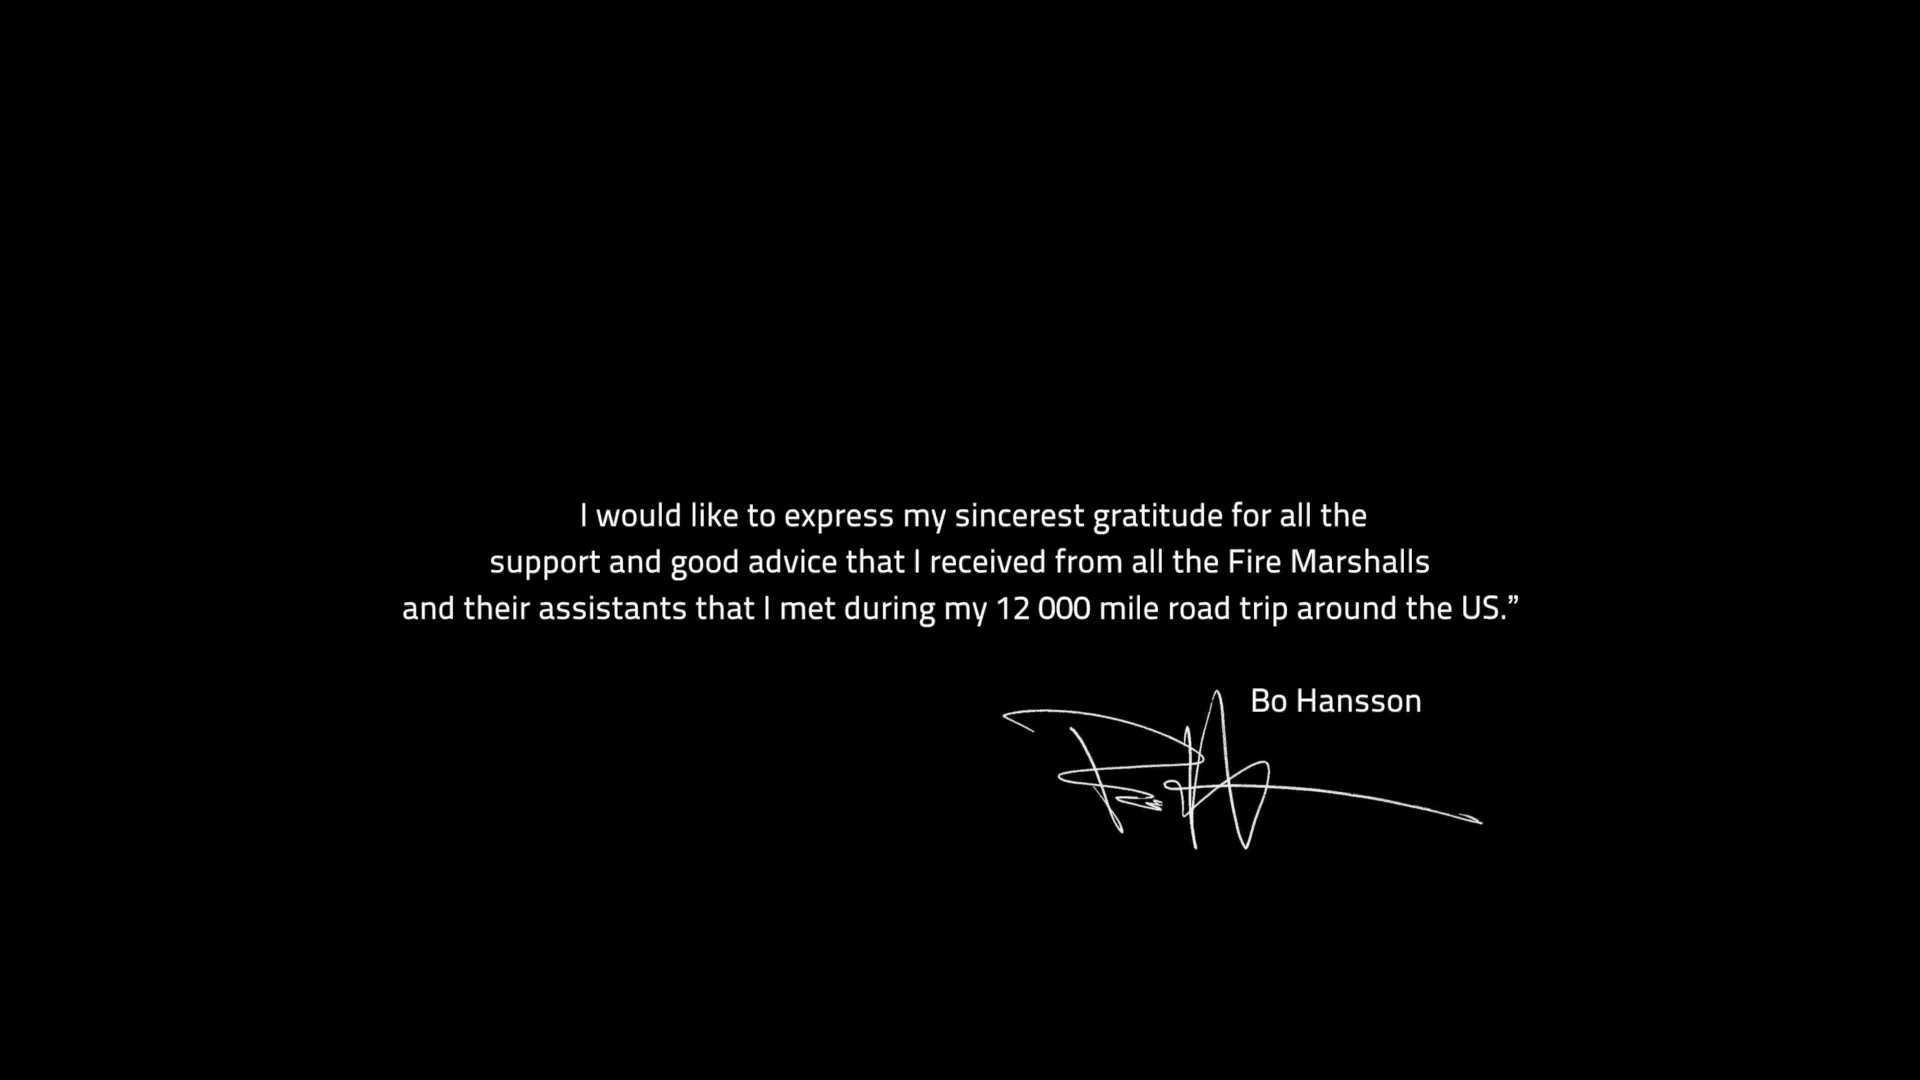 I would like to express my sincerest gratitude for all the
support and good advice that I received from all the Fire Marshalls
and their assistants that I met during my 12 000 mile road trip around the US.”
Bo Hansson